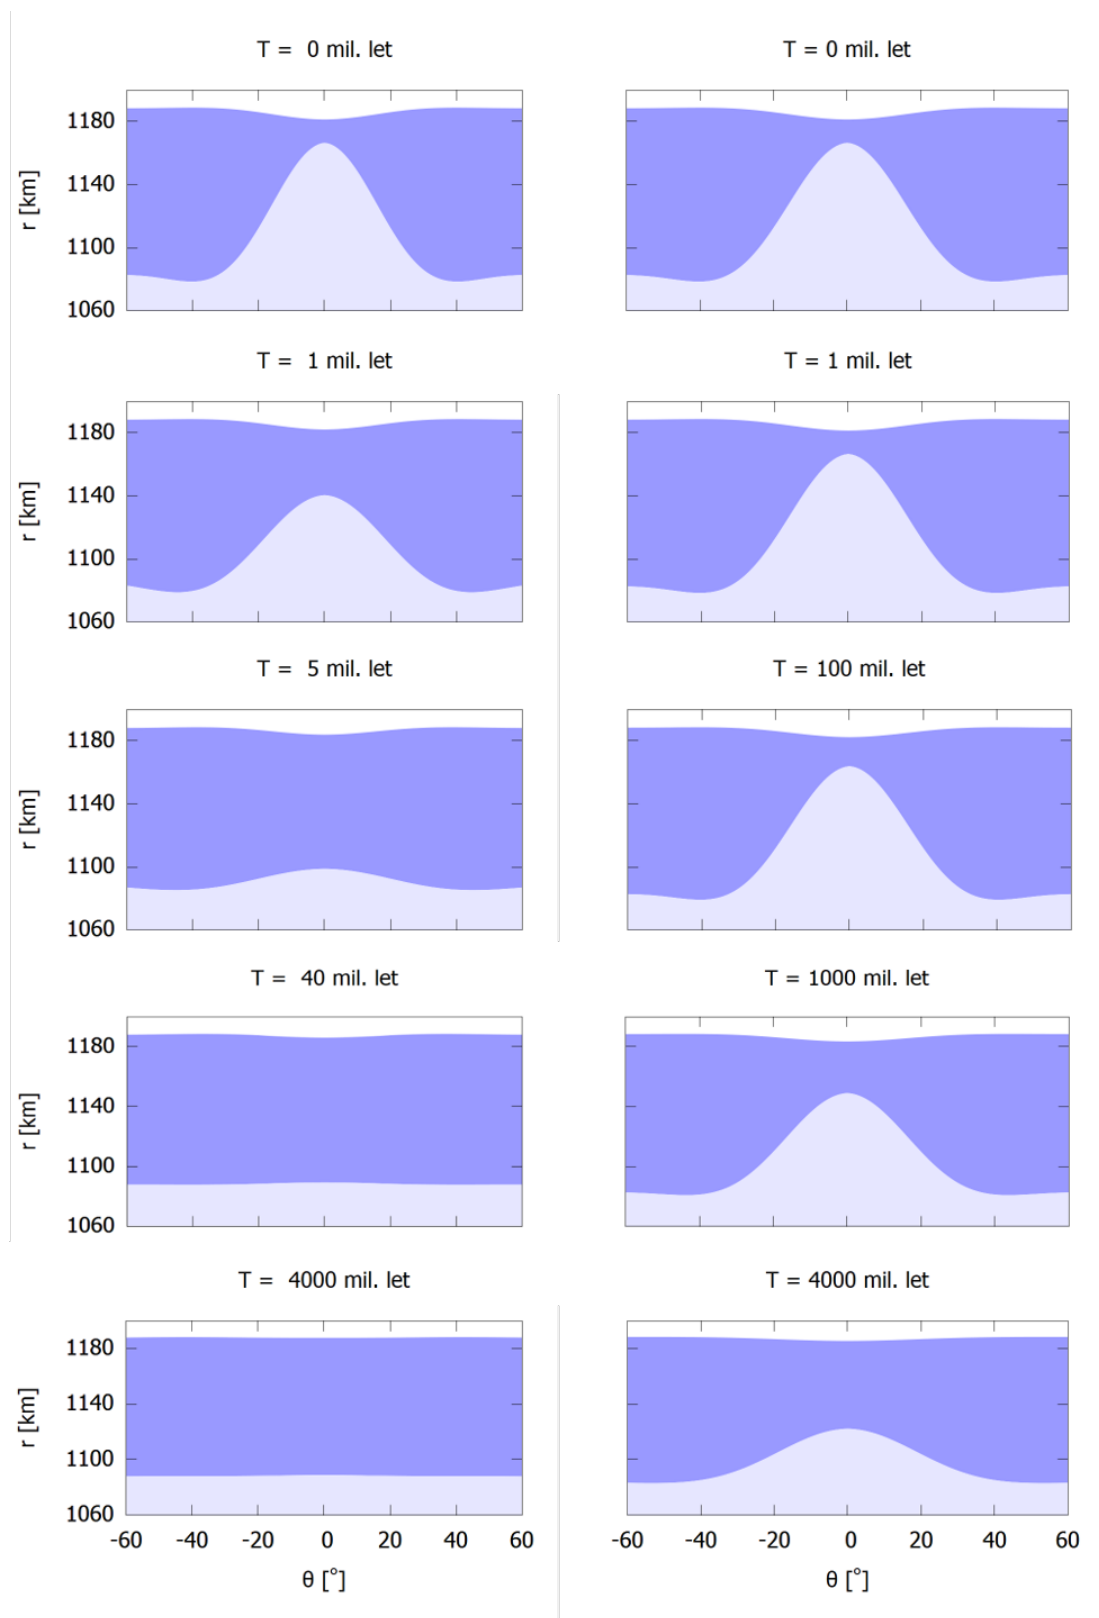 T = 0 mil. let
T = 0 mil. let
r [km]
1180
1140
1100
1060
T = 1 mil. let
T = 1 mil. let
r [km]
1180
1140
1100
1060
T = 5 mil. let
T = 100 mil. let
r [km]
1180
1140
1100
1060
T = 40 mil. let
T = 1000 mil. let
r [km]
1180
1140
1100
1060
T = 4000 mil. let
T = 4000 mil. let
r [km]
1180
1140
1100
1060
-60 -40 -20 0 20 40 60
-60 -40 -20 0 20 40 60
θ [°]
θ [°]